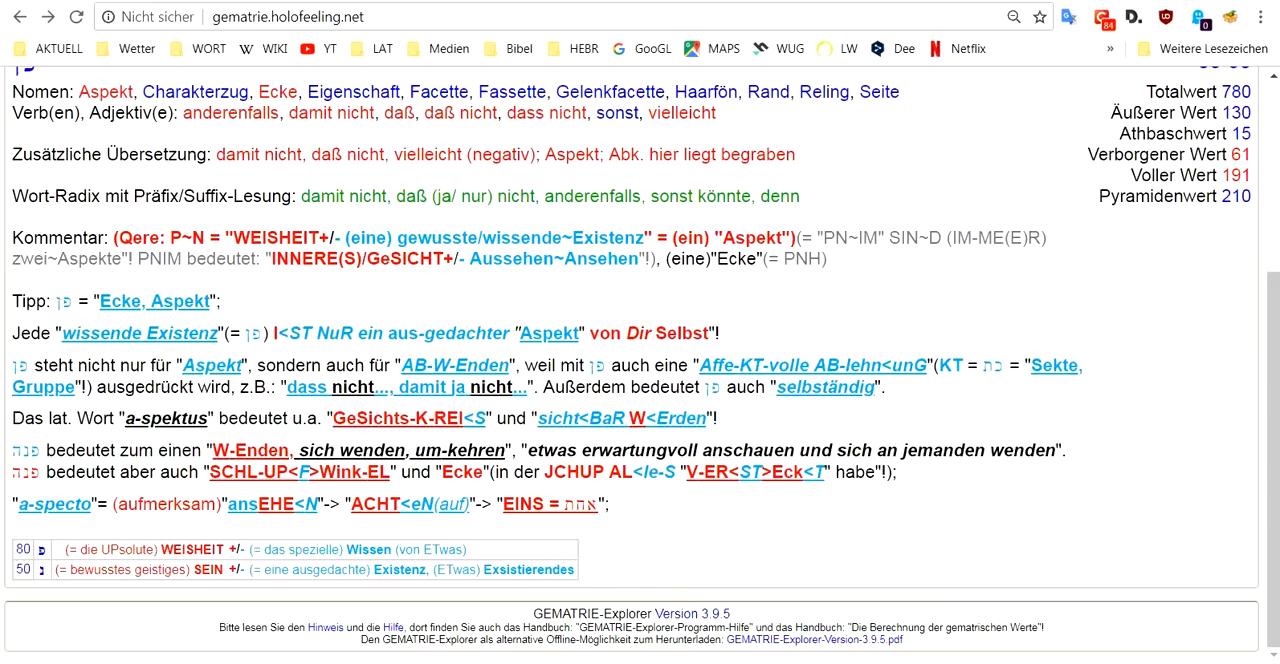 Nicht sicher | gematrie.holofeeling.net
AKTUELL Wetter WORT WIKI YT LAT Medien Bibel HEBR GooGL MAPS WUG LW Dee Netflix » Weitere Lesezeichen
Nomen: Aspekt, Charakterzug, Ecke, Eigenschaft, Facette, Fassette, Gelenkfacette, Haarfön, Rand, Reling, Seite
Totalwert 780
Verb(en), Adjektiv(e): anderenfalls, damit nicht, daß, daß nicht, dass nicht, sonst, vielleicht
Äußerer Wert 130
Athbaschwert 15
Zusätzliche Übersetzung: damit nicht, daß nicht, vielleicht (negativ); Aspekt; Abk. hier liegt begraben
Verborgener Wert 61
Voller Wert 191
Wort-Radix mit Präfix/Suffix-Lesung: damit nicht, daß (ja/ nur) nicht, anderenfalls, sonst könnte, denn
Pyramidenwert 210
Kommentar: (Qere: P~N = "WEISHEIT+/- (eine) gewusste/wissende~Existenz" = (ein) "Aspekt")(= "PN~IM" SIN~D (IM-ME(E)R)
zwei~Aspekte"! PNIM bedeutet: "INNERE(S)/GeSICHT+/- Aussehen~Ansehen"!), (eine)"Ecke"(= PNH)
Tipp: פן = "Ecke, Aspekt";
Jede "wissende Existenz"(= פן) I<ST NuR ein aus-gedachter "Aspekt" von Dir Selbst"!
פן steht nicht nur für "Aspekt", sondern auch für "AB-W-Enden", weil mit פן auch eine "Affe-KT-volle AB-lehn<unG"(KT = כת = "Sekte,
Gruppe"!) ausgedrückt wird, z.B.: "dass nicht..., damit ja nicht...". Außerdem bedeutet פן auch "selbständig".
Das lat. Wort "a-spektus" bedeutet u.a. "GeSichts-K-REI<S" und "sicht<BaR W<Erden"!
פנה bedeutet zum einen "W-Enden, sich wenden, um-kehren", "etwas erwartungvoll anschauen und sich an jemanden wenden".
פנה bedeutet aber auch "SCHL-UP<F>Wink-EL" und "Ecke"(in der JCHUP AL<le-S "V-ER<ST>Eck<T" habe"!);
"a-specto"= (aufmerksam)"ansEHE<N"-> "ACHT<eN(auf)"-> "EINS = אחת";
80 פ (= die UPsolute) WEISHEIT +/- (= das spezielle) Wissen (von ETwas)
50 נ (= bewusstes geistiges) SEIN +/- (= eine ausgedachte) Existenz, (ETwas) Exsistierendes
GEMATRIE-Explorer Version 3.9.5
Bitte lesen Sie den Hinweis und die Hilfe, dort finden Sie auch das Handbuch: "GEMATRIE-Explorer-Programm-Hilfe" und das Handbuch: "Die Berechnung der gematrischen Werte"!
Den GEMATRIE-Explorer als alternative Offline-Möglichkeit zum Herunterladen: GEMATRIE-Explorer-Version-3.9.5.pdf